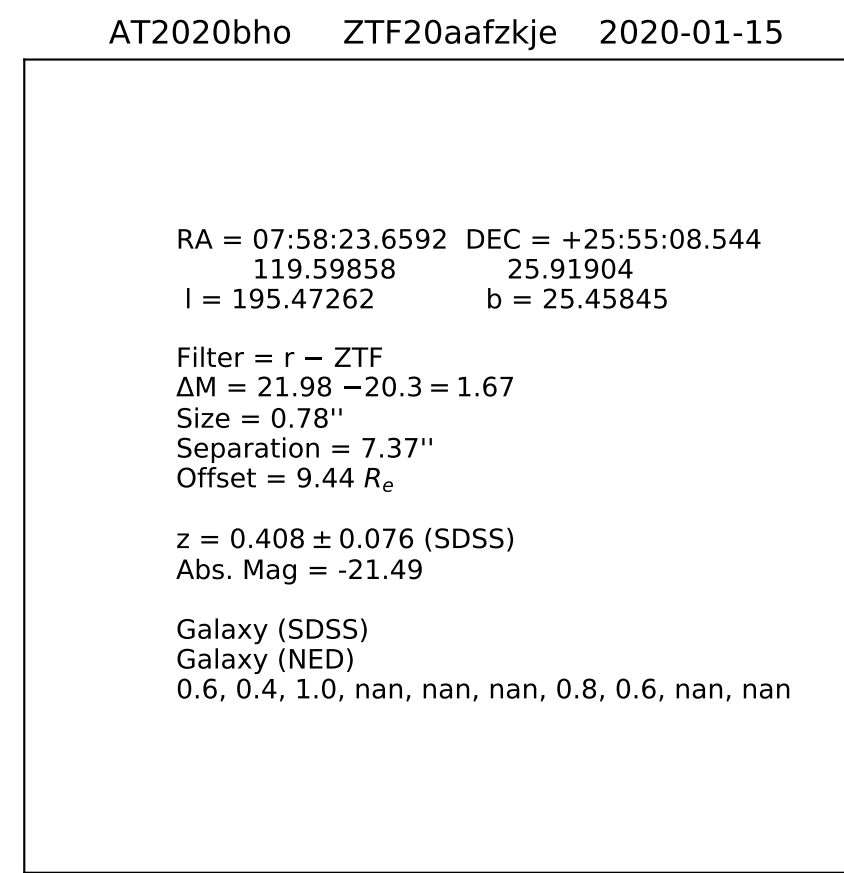 AT2020bho ZTF20aafzkje 2020-01-15
RA = 07:58:23.6592 DEC = +25:55:08.544
119.59858 25.91904
l = 195.47262 b = 25.45845
Filter = r − ZTF
ΔM = 21.98 −20.3 = 1.67
Size = 0.78''
Separation = 7.37''
Offset = 9.44 Rₑ
z = 0.408 ± 0.076 (SDSS)
Abs. Mag = -21.49
Galaxy (SDSS)
Galaxy (NED)
0.6, 0.4, 1.0, nan, nan, nan, 0.8, 0.6, nan, nan